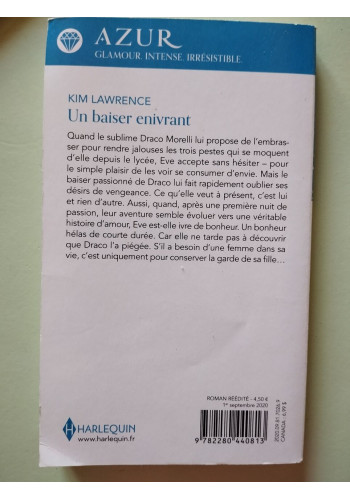 AZUR
GLAMOUR. INTENSE. IRRÉSISTIBLE.
KIM LAWRENCE
Un baiser enivrant
Quand le sublime Draco Morelli lui propose de l'embras-
ser pour rendre jalouses les trois pestes qui se moquent
d'elle depuis le lycée, Eve accepte sans hésiter – pour
le simple plaisir de les voir se consumer d'envie. Mais le
baiser passionné de Draco lui fait rapidement oublier ses
désirs de vengeance. Ce qu'elle veut à présent, c'est lui
et rien d'autre. Aussi, quand, après une première nuit de
passion, leur aventure semble évoluer vers une véritable
histoire d'amour, Eve est-elle ivre de bonheur. Un bonheur
hélas de courte durée. Car elle ne tarde pas à découvrir
que Draco l'a piégée. S'il a besoin d'une femme dans sa
vie, c'est uniquement pour conserver la garde de sa fille…
ROMAN RÉÉDITÉ - 4,50 €
1er septembre 2020
9 782280 440813
CANADA : 6,99 $
HARLEQUIN
www.harlequin.fr